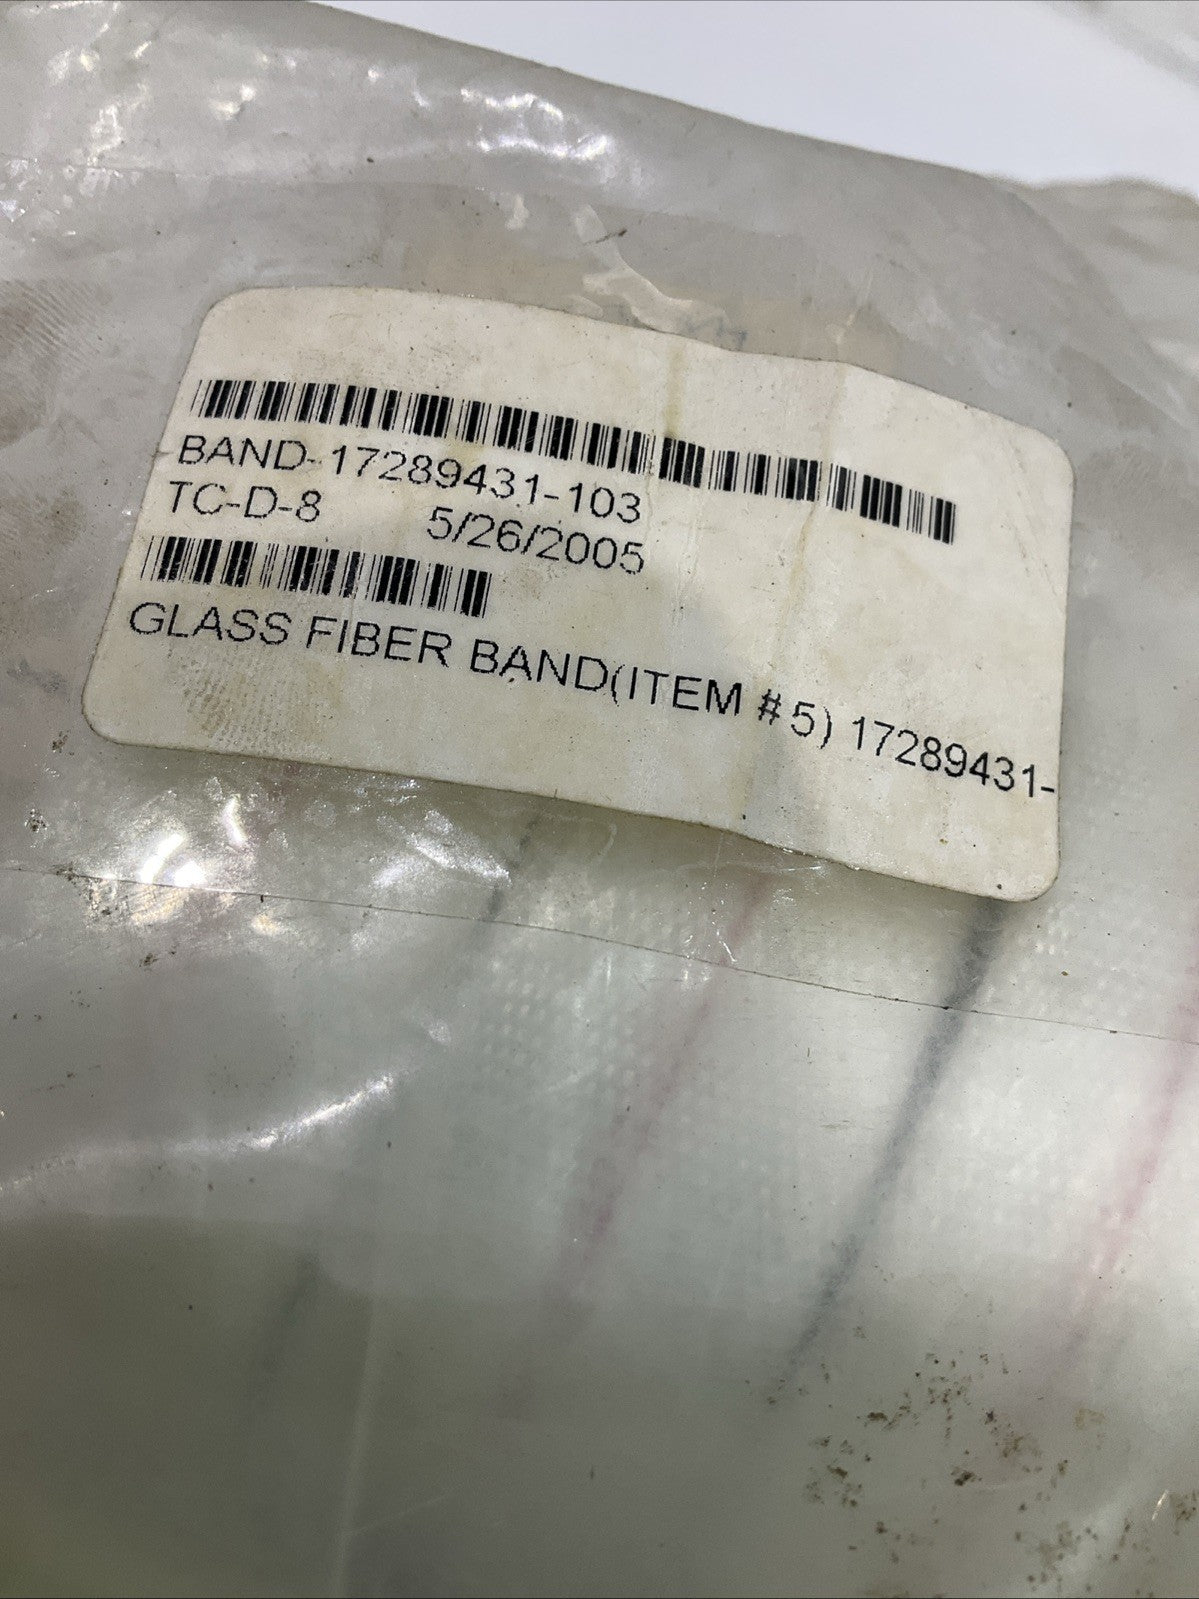 BAND-17289431-103
TC-D-8 5/26/2005
GLASS FIBER BAND(ITEM #5) 17289431-